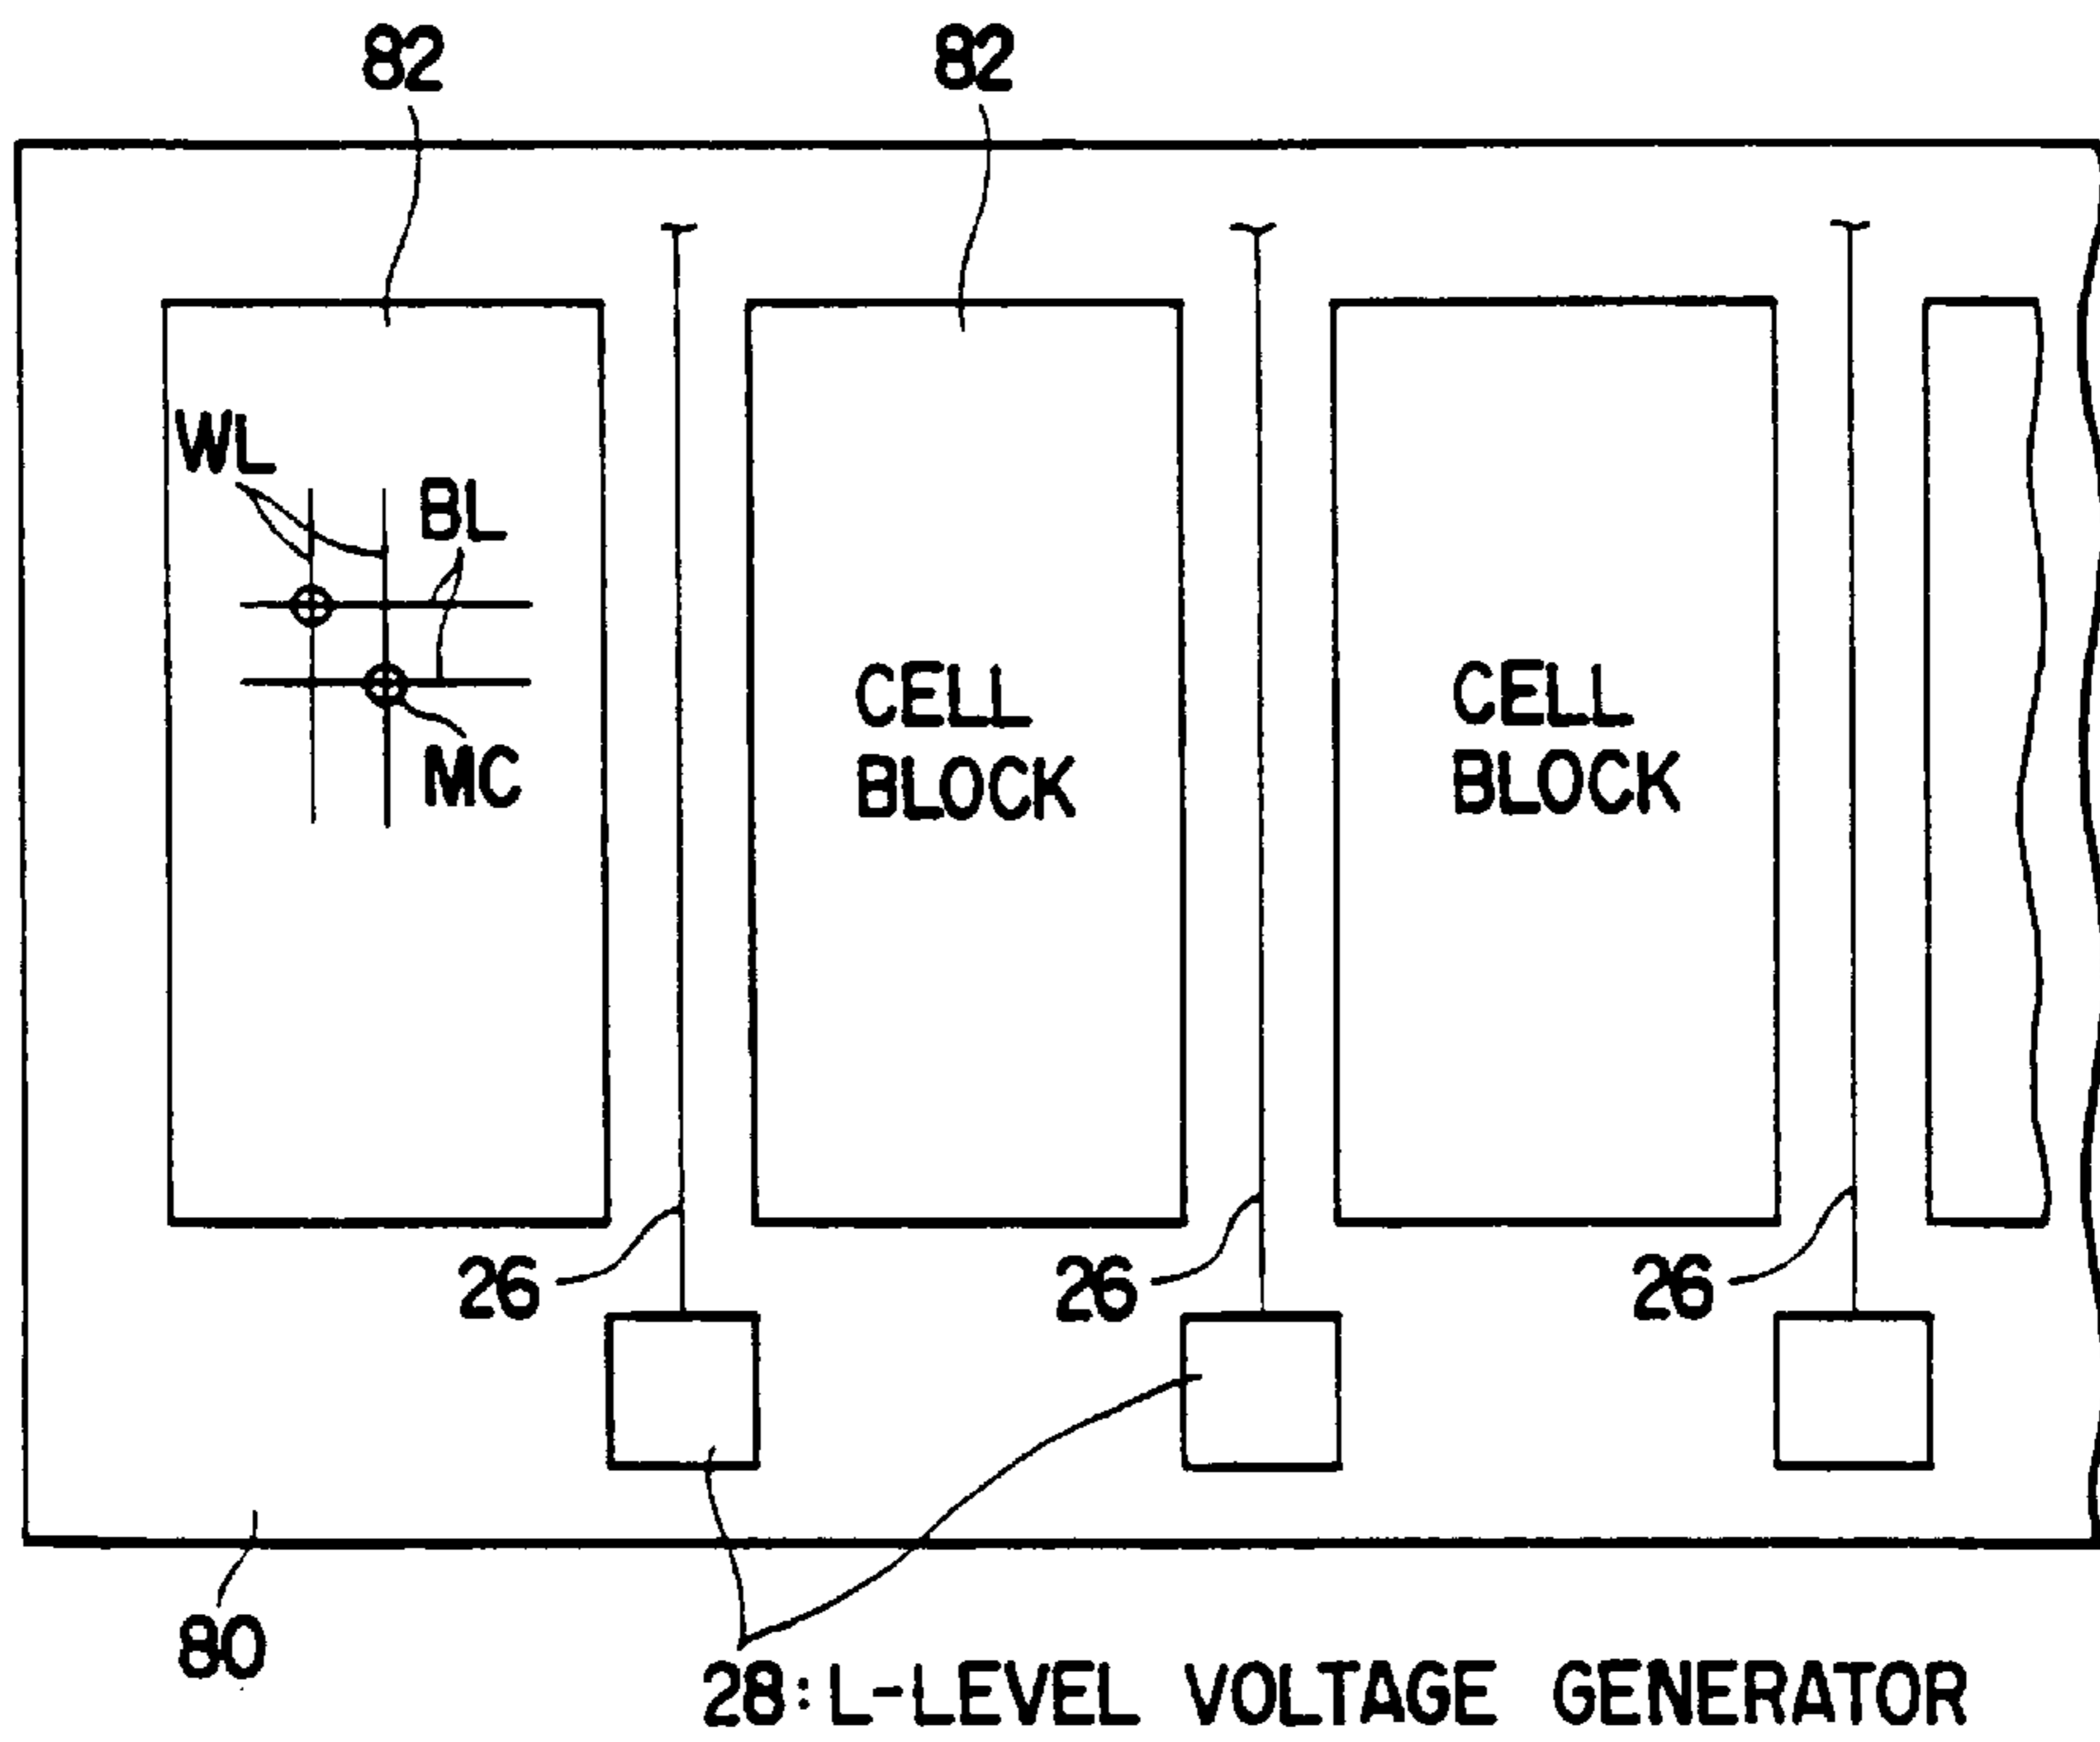 82
82
WL
BL
MC
CELL
BLOCK
CELL
BLOCK
26
26
26
80
28:L-LEVEL VOLTAGE GENERATOR